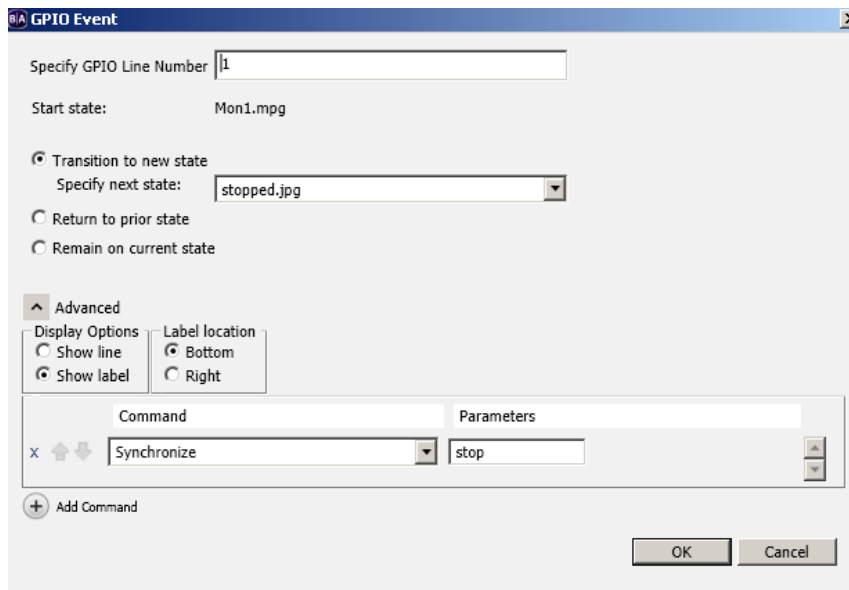 B|A GPIO Event
Specify GPIO Line Number 1
Start state: Mon1.mpg
Transition to new state
Specify next state: stopped.jpg
Return to prior state
Remain on current state
Advanced
Display Options Label location
Show line Bottom
Show label Right
Command Parameters
x Synchronize stop
Add Command
OK Cancel